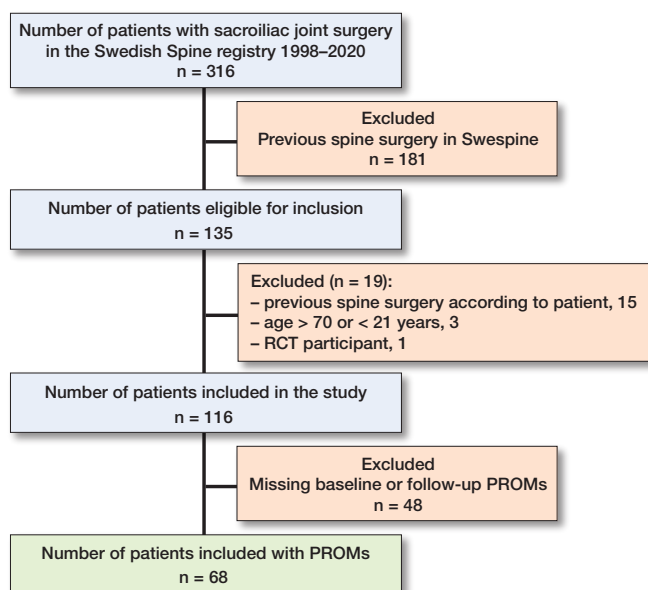 Number of patients with sacroiliac joint surgery
in the Swedish Spine registry 1998–2020
n = 316
Excluded
Previous spine surgery in Swespine
n = 181
Number of patients eligible for inclusion
n = 135
Excluded (n = 19):
– previous spine surgery according to patient, 15
– age > 70 or < 21 years, 3
– RCT participant, 1
Number of patients included in the study
n = 116
Excluded
Missing baseline or follow-up PROMs
n = 48
Number of patients included with PROMs
n = 68